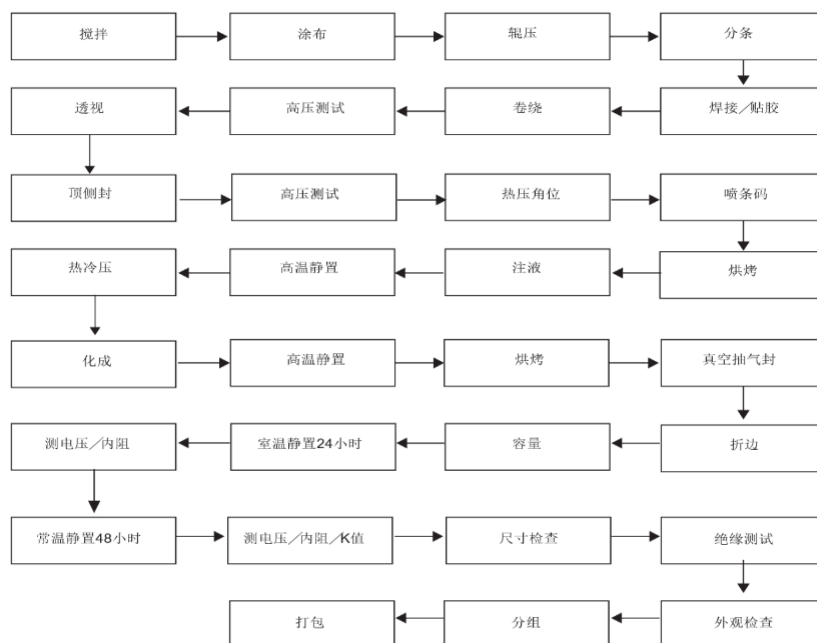 搅拌
涂布
辊压
分条
焊接/贴胶
卷绕
高压测试
透视
顶侧封
高压测试
热压角位
喷条码
烘烤
注液
高温静置
热冷压
化成
高温静置
烘烤
真空抽气封
折边
容量
室温静置24小时
测电压/内阻
常温静置48小时
测电压/内阻/K值
尺寸检查
绝缘测试
外观检查
分组
打包